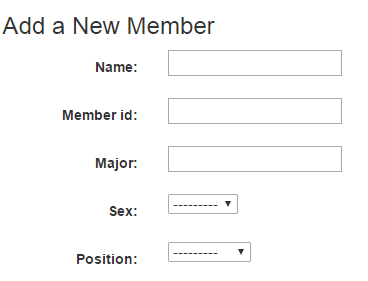 Add a New Member
Name:
Member id:
Major:
Sex: ---------
Position: ---------